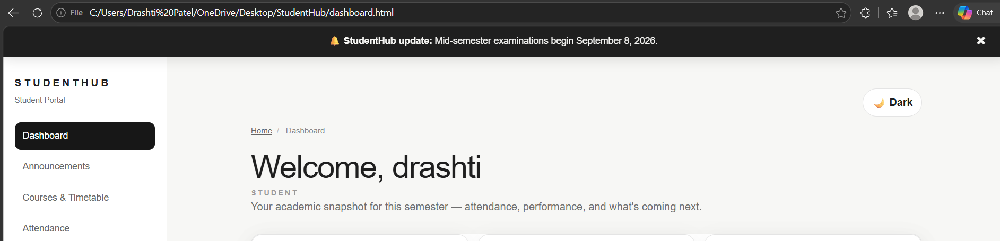 File C:/Users/Drashti%20Patel/OneDrive/Desktop/StudentHub/dashboard.html
Chat
StudentHub update: Mid-semester examinations begin September 8, 2026.
STUDENTHUB
Student Portal
Dark
Dashboard
Home / Dashboard
Announcements
Welcome, drashti
STUDENT
Courses & Timetable
Your academic snapshot for this semester — attendance, performance, and what's coming next.
Attendance